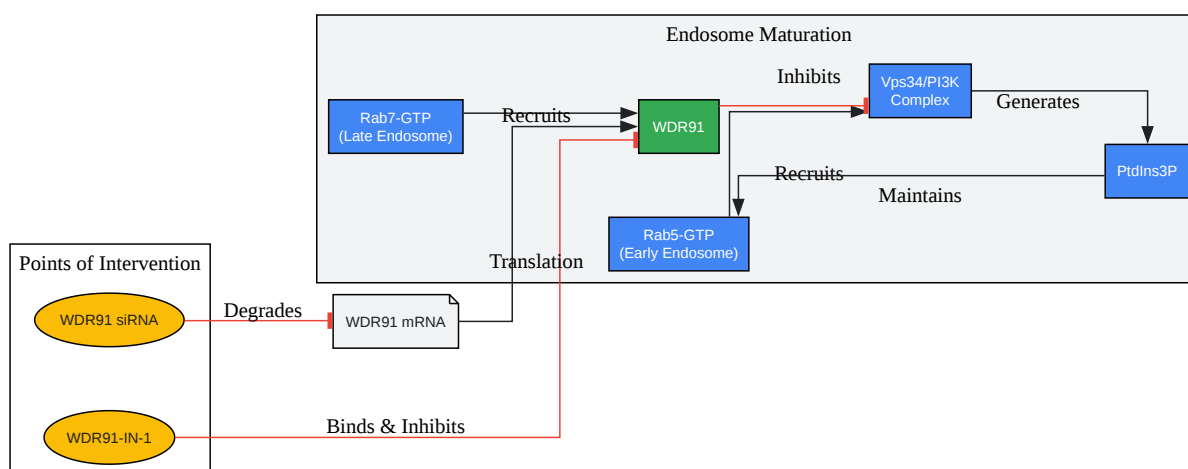 Endosome Maturation
Inhibits
Vps34/PI3K
Complex
Generates
Rab7-GTP
(Late Endosome)
Recruits
WDR91
PtdIns3P
Recruits
Maintains
Rab5-GTP
(Early Endosome)
Points of Intervention
Translation
WDR91 siRNA
Degrades
WDR91 mRNA
WDR91-IN-1
Binds & Inhibits